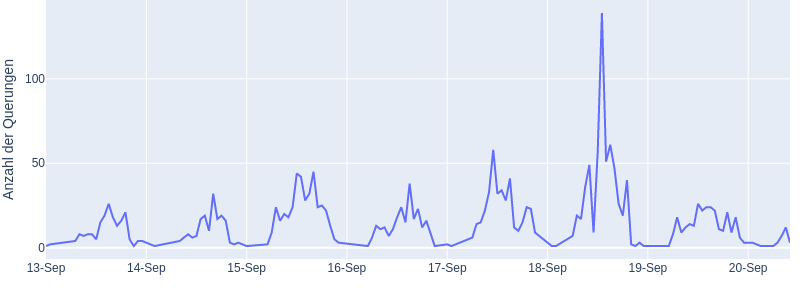 Anzahl der Querungen
100
50
0
13-Sep
14-Sep
15-Sep
16-Sep
17-Sep
18-Sep
19-Sep
20-Sep